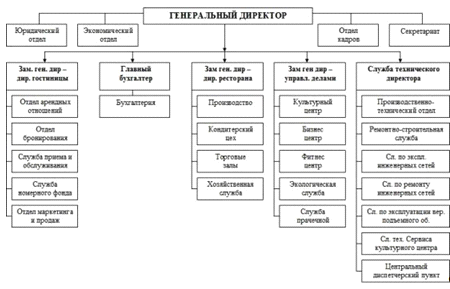 ГЕНЕРАЛЬНЫЙ ДИРЕКТОР
Юридический
отдел
Экономический
отдел
Отдел
кадров
Секретариат
Зам. ген. дир –
дир. гостиницы
Главный
бухгалтер
Зам. ген. дир –
дир. ресторана
Зам ген. дир –
управл. делами
Служба технического
директора
Отдел арендных
отношений
Отдел
бронирования
Служба приема и
обслуживания
Служба
номерного фонда
Отдел маркетинга
и продаж
Бухгалтерия
Производство
Кондитерский
цех
Торговые
залы
Хозяйственная
служба
Культурный
центр
Бизнес
центр
Фитнес
центр
Экологическая
служба
Служба
прачечной
Производственно-
технический отдел
Ремонтно-строительная
служба
Сл. по экспл.
инженерных сетей
Сл. по ремонту
инженерных сетей
Сл. по эксплуатации вер.
подъемного об.
Сл. тех. Сервиса
культурного центра
Центральный
диспетчерский пункт